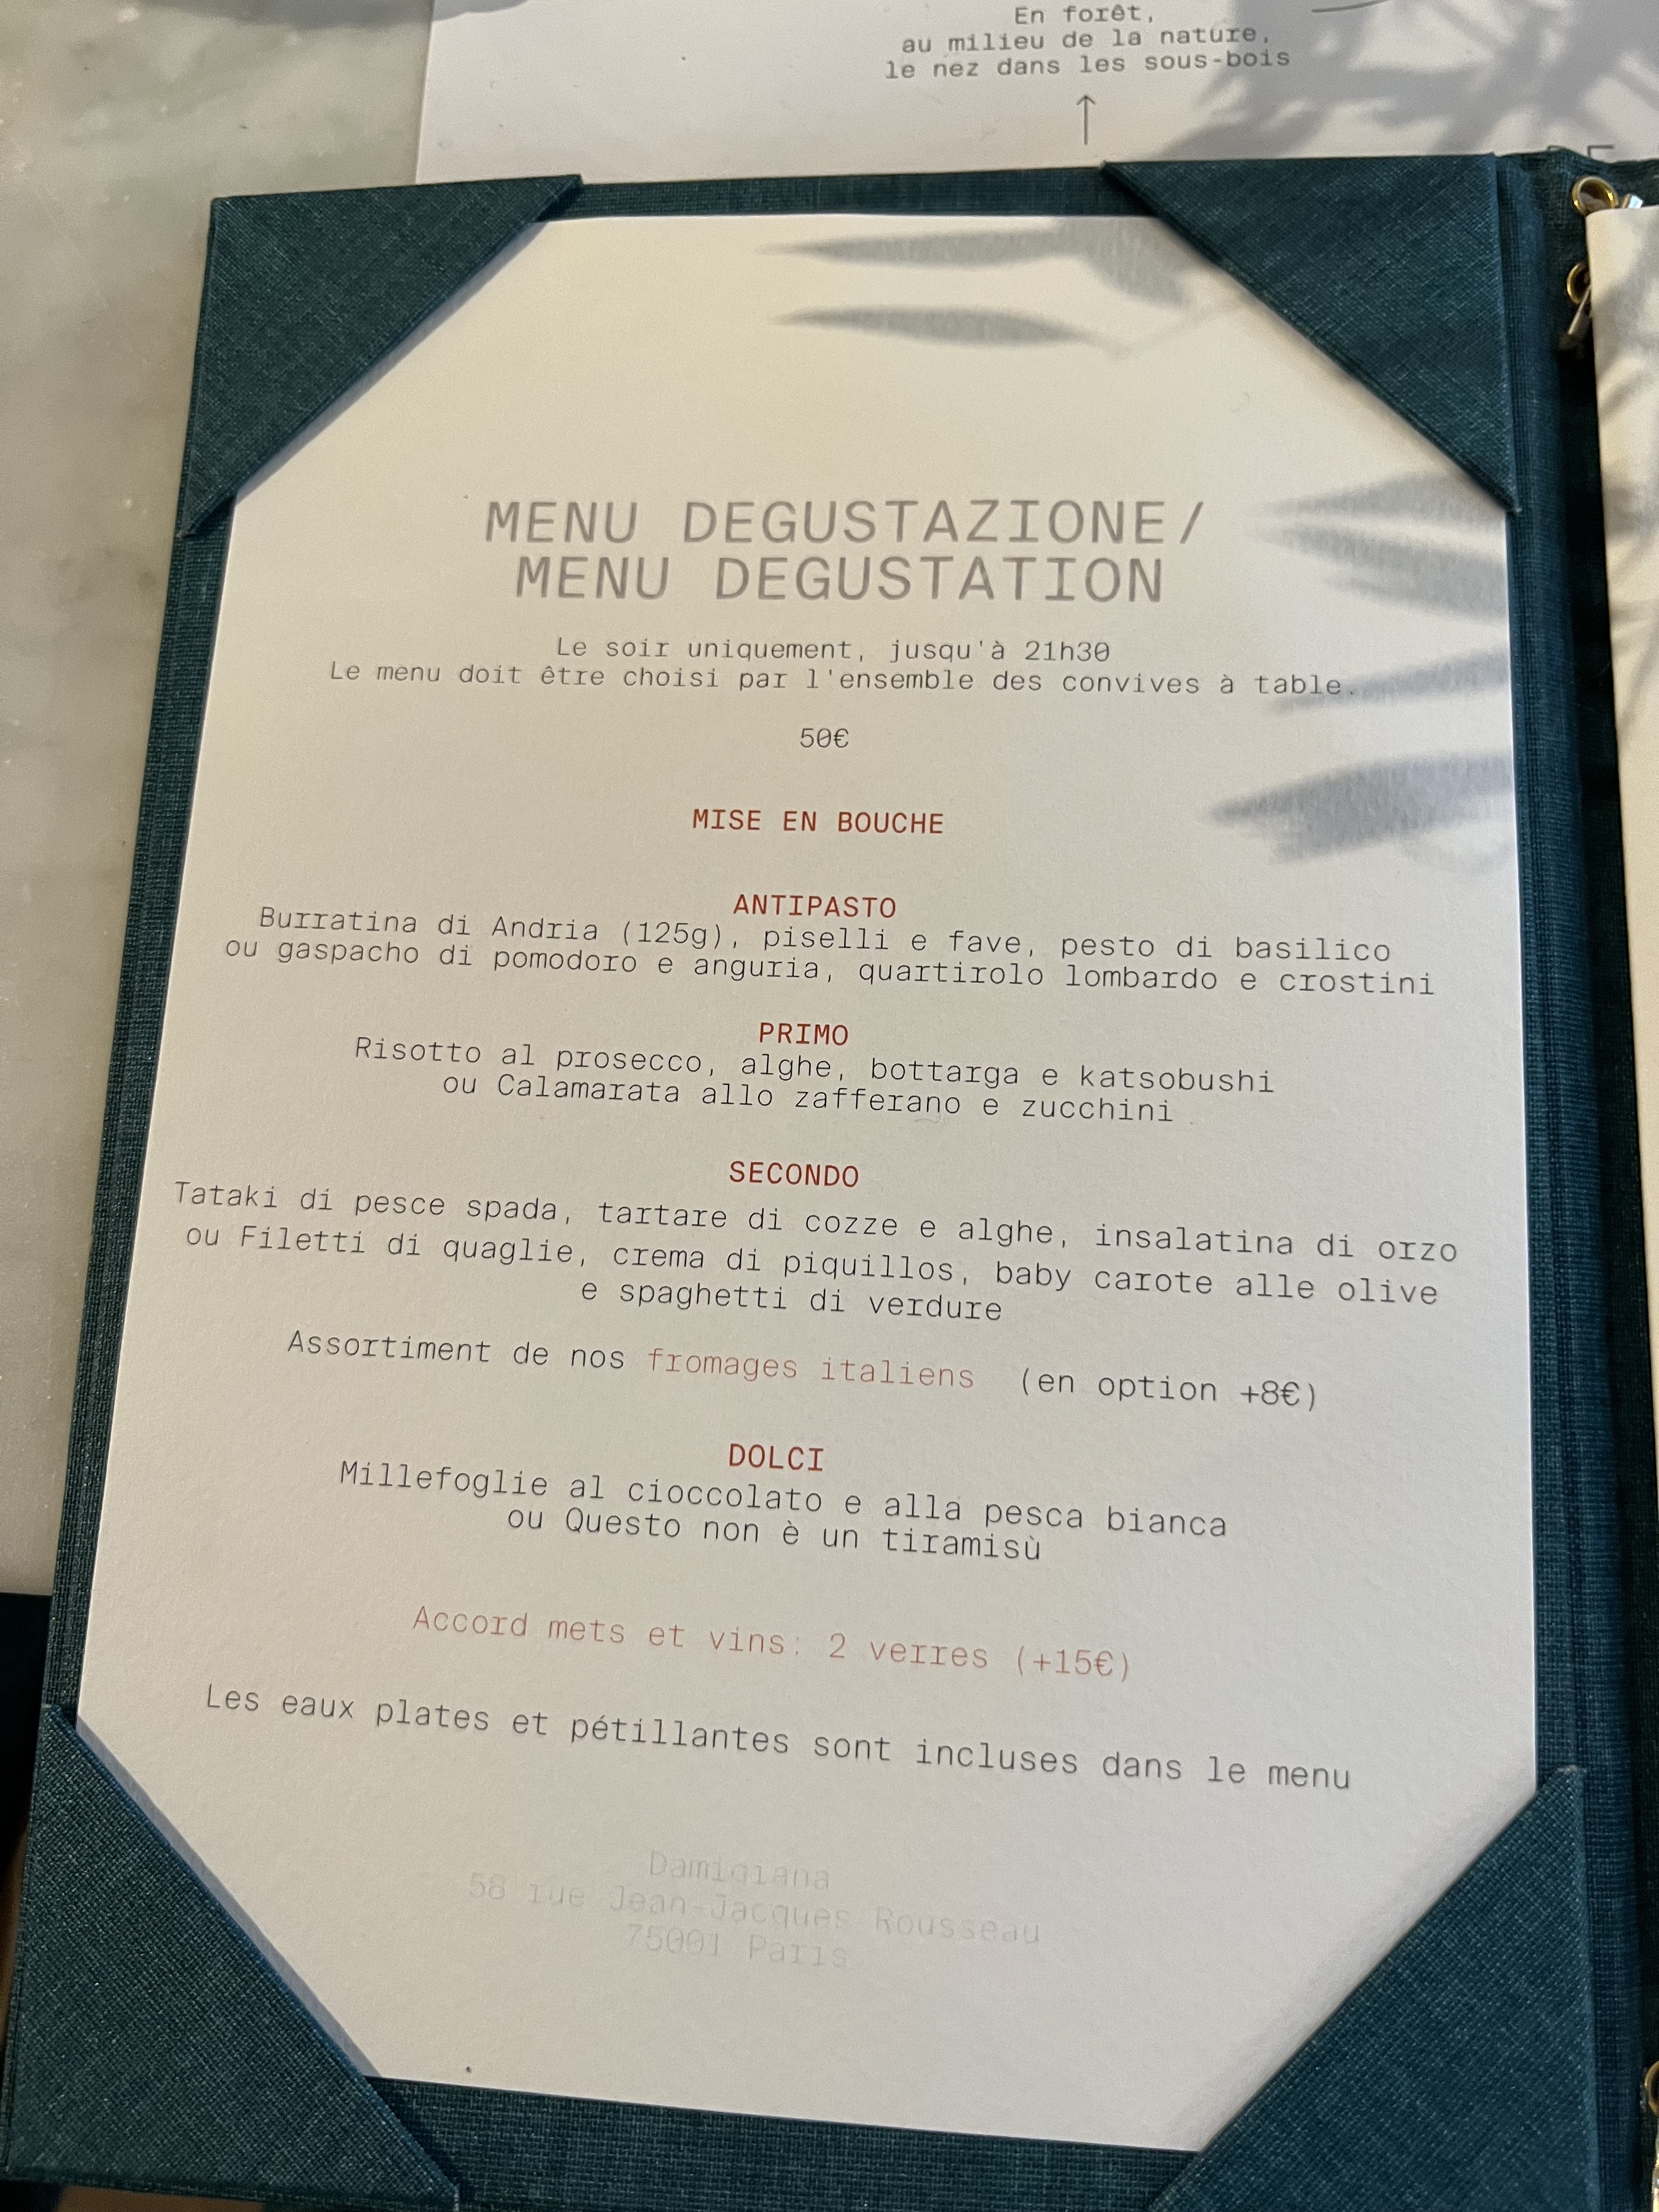 En forêt,
au milieu de la nature,
le nez dans les sous-bois
MENU DEGUSTAZIONE/
MENU DEGUSTATION
Le soir uniquement, jusqu'à 21h30
Le menu doit être choisi par l'ensemble des convives à table.
50€
MISE EN BOUCHE
ANTIPASTO
Burratina di Andria (125g), piselli e fave, pesto di basilico
ou gaspacho di pomodoro e anguria, quartirolo lombardo e crostini
PRIMO
Risotto al prosecco, alghe, bottarga e katsobushi
ou Calamarata allo zafferano e zucchini
SECONDO
Tataki di pesce spada, tartare di cozze e alghe, insalatina di orzo
ou Filetti di quaglie, crema di piquillos, baby carote alle olive
e spaghetti di verdure
Assortiment de nos fromages italiens (en option +8€)
DOLCI
Millefoglie al cioccolato e alla pesca bianca
ou Questo non è un tiramisù
Accord mets et vins: 2 verres (+15€)
Les eaux plates et pétillantes sont incluses dans le menu
Damigiana
58 rue Jean-Jacques Rousseau
75001 Paris